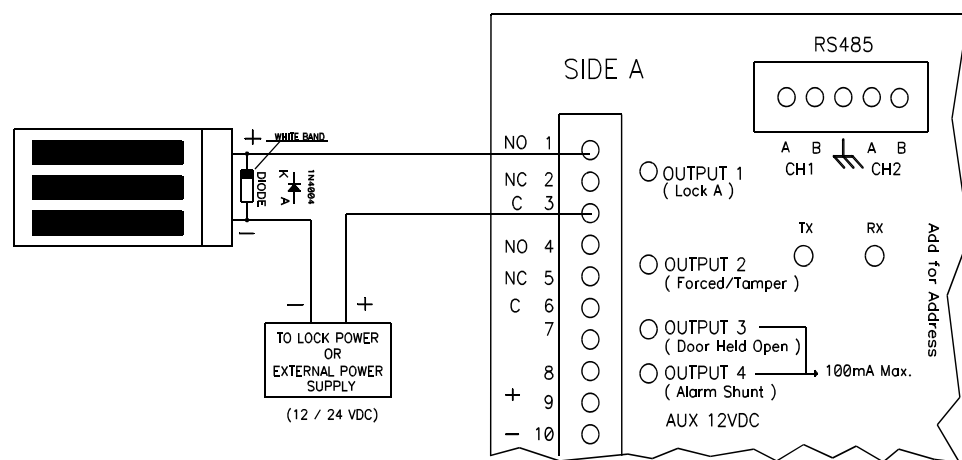 SIDE A
RS485
A B A B
CH1 CH2
+ WHITE BAND
DIODE
K A
1N4004
−
NO 1
NC 2
C 3
NO 4
NC 5
C 6
7
8
+ 9
− 10
OUTPUT 1
( Lock A )
OUTPUT 2
( Forced/Tamper )
OUTPUT 3
( Door Held Open )
OUTPUT 4
( Alarm Shunt )
100mA Max.
AUX 12VDC
TX RX
Add for Address
− +
TO LOCK POWER
OR
EXTERNAL POWER
SUPPLY
(12 / 24 VDC)